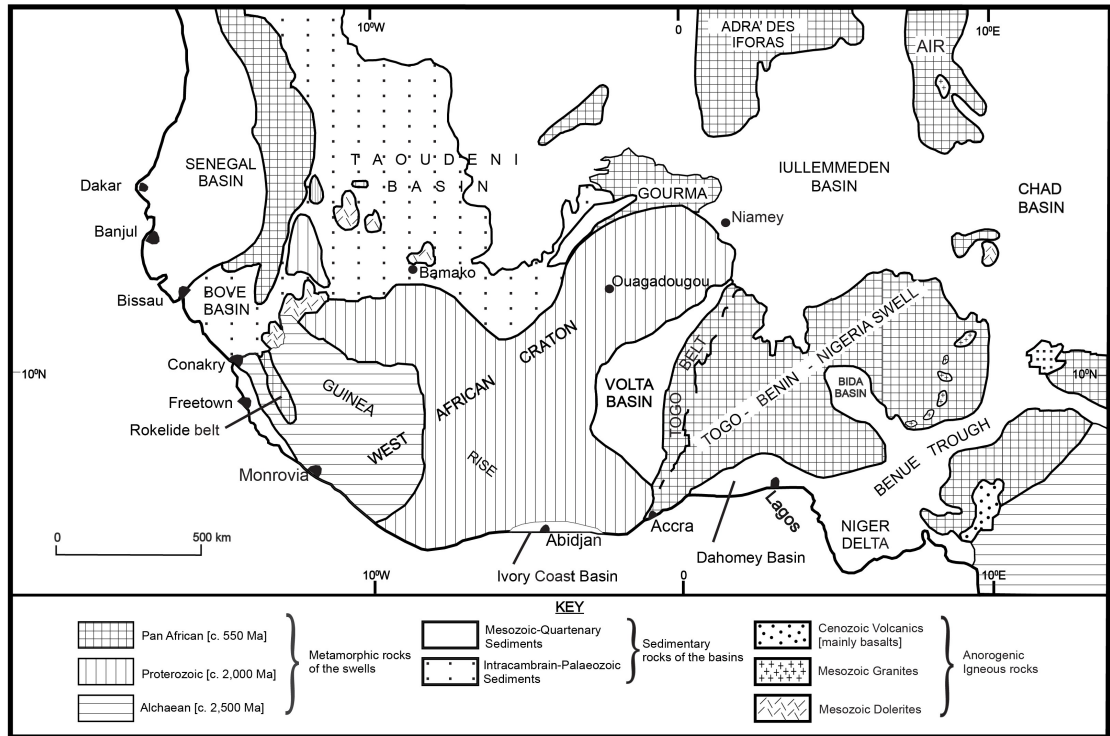 10⁰W
0
10⁰E
ADRA' DES
IFORAS
AIR
SENEGAL
BASIN
TAOUDENI
BASIN
GOURMA
IULLEMMEDEN
BASIN
CHAD
BASIN
Dakar
Banjul
Niamey
Bissau
BOVE
BASIN
Bamako
Ouagadougou
Conakry
10⁰N
10⁰N
Freetown
Rokelide belt
Monrovia
GUINEA
RISE
WEST AFRICAN CRATON
VOLTA
BASIN
TOGO BELT
TOGO - BENIN - NIGERIA SWELL
BIDA
BASIN
BENUE TROUGH
0 500 km
Abidjan
Accra
Lagos
NIGER
DELTA
Dahomey Basin
Ivory Coast Basin
10⁰W
0
10⁰E
KEY
Pan African [c. 550 Ma]
Proterozoic [c. 2,000 Ma]
Alchaean [c. 2,500 Ma]
Metamorphic rocks
of the swells
Mesozoic-Quartenary
Sediments
Intracambrain-Palaeozoic
Sediments
Sedimentary
rocks of the basins
Cenozoic Volcanics
[mainly basalts]
Mesozoic Granites
Mesozoic Dolerites
Anorogenic
Igneous rocks